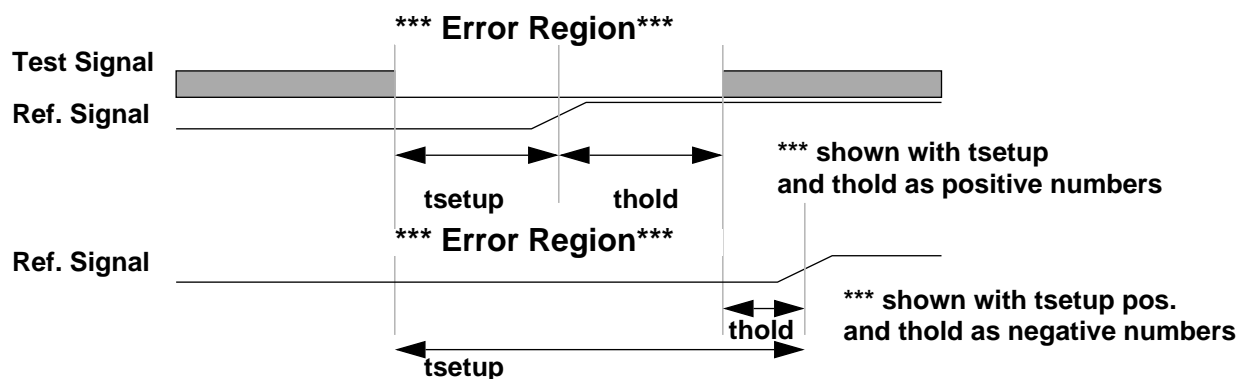 *** Error Region***
Test Signal
Ref. Signal
*** shown with tsetup
and thold as positive numbers
tsetup
thold
*** Error Region***
Ref. Signal
*** shown with tsetup pos.
and thold as negative numbers
thold
tsetup